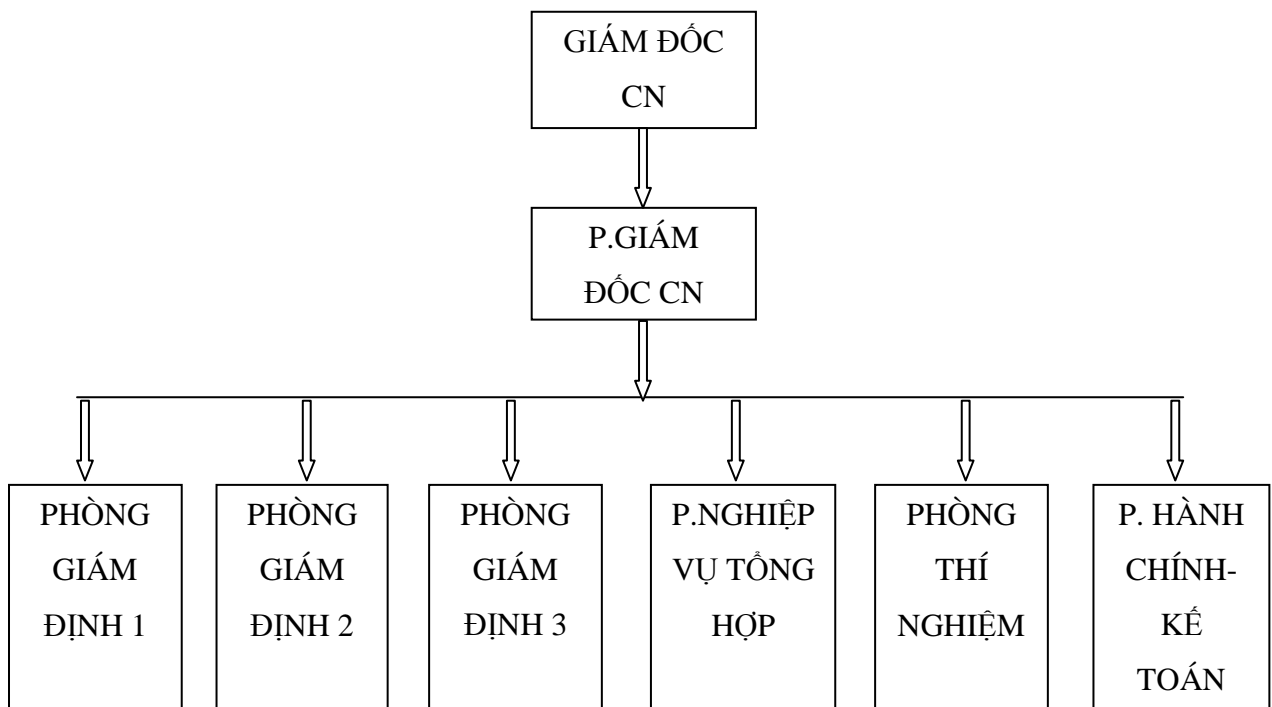 GIÁM ĐỐC
CN
P.GIÁM
ĐỐC CN
PHÒNG
GIÁM
ĐỊNH 1
PHÒNG
GIÁM
ĐỊNH 2
PHÒNG
GIÁM
ĐỊNH 3
P.NGHIỆP
VỤ TỔNG
HỢP
PHÒNG
THÍ
NGHIỆM
P. HÀNH
CHÍNH-
KẾ
TOÁN